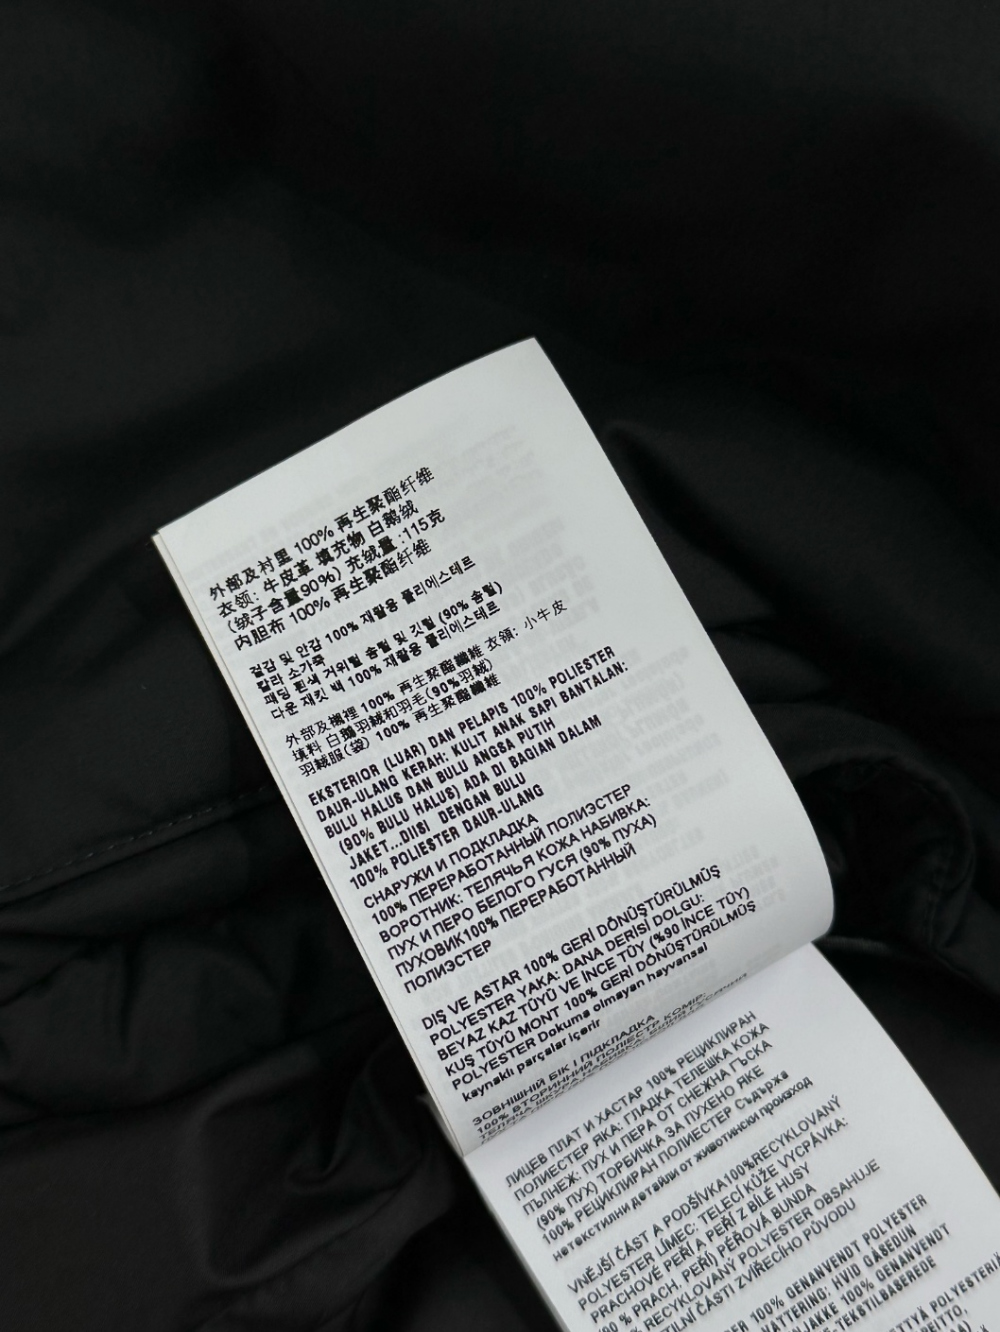 外部及衬里 100% 再生聚酯纤维
衣领: 牛皮革 填充物 白鹅绒
(绒子含量90%) 充绒量:115克
内胆布 100% 再生聚酯纤维
겉감 및 안감 100% 재활용 폴리에스테르
칼라 소가죽
패딩 흰색 거위털 솜털 및 깃털 (90% 솜털)
다운 재킷 백 100% 재활용 폴리에스테르
外部及襯裡 100% 再生聚酯纖維 衣領: 小牛皮
填料 白鵝羽絨和羽毛(90%羽絨)
羽絨服(袋) 100% 再生聚酯纖維
EKSTERIOR (LUAR) DAN PELAPIS 100% POLIESTER
DAUR-ULANG KERAH: KULIT ANAK SAPI BANTALAN:
BULU HALUS DAN BULU ANGSA PUTIH
(90% BULU HALUS) ADA DI BAGIAN DALAM
JAKET...DIISI DENGAN BULU
100% POLIESTER DAUR-ULANG
СНАРУЖИ И ПОДКЛАДКА
100% ПЕРЕРАБОТАННЫЙ ПОЛИЭСТЕР
ВОРОТНИК: ТЕЛЯЧЬЯ КОЖА НАБИВКА:
ПУХ И ПЕРО БЕЛОГО ГУСЯ (90% ПУХА)
ПУХОВИК100% ПЕРЕРАБОТАННЫЙ
ПОЛИЭСТЕР
DIŞ VE ASTAR 100% GERİ DÖNÜŞTÜRÜLMÜŞ
POLYESTER YAKA: DANA DERİSİ DOLGU:
BEYAZ KAZ TÜYÜ VE İNCE TÜY (%90 İNCE TÜY)
KUŞ TÜYÜ MONT 100% GERİ DÖNÜŞTÜRÜLMÜŞ
POLYESTER Dokuma olmayan hayvansal
kaynaklı parçalar içerir
ЗОВНІШНІЙ БІК І ПІДКЛАДКА
100% ВТОРИННИЙ ПОЛІЕСТР КОМІР:
ЛИЦЕВ ПЛАТ И ХАСТАР 100% РЕЦИКЛИРАН
ПОЛИЕСТЕР ЯКА: ГЛАДКА ТЕЛЕШКА КОЖА
ПЪЛНЕЖ: ПУХ И ПЕРА ОТ СНЕЖНА ГЪСКА
(90% ПУХ) ТОРБИЧКА ЗА ПУХЕНО ЯКЕ
100% РЕЦИКЛИРАН ПОЛИЕСТЕР Съдържа
нетекстилни детайли от животински произход
VNĚJŠÍ ČÁST A PODŠÍVKA100%RECYKLOVANÝ
POLYESTER LÍMEC: TELECÍ KŮŽE VYCPÁVKA:
PRACHOVÉ PEŘÍ A PEŘÍ Z BÍLÉ HUSY
% PRACH. PEŘÍ) PÉŘOVÁ BUNDA
RECYKLOVANÝ POLYESTER OBSAHUJE
ČÁSTI ZVÍŘECÍHO PŮVODU
100% GENANVENDT POLYESTER
HVID GÅSEDUN
100% GENANVENDT